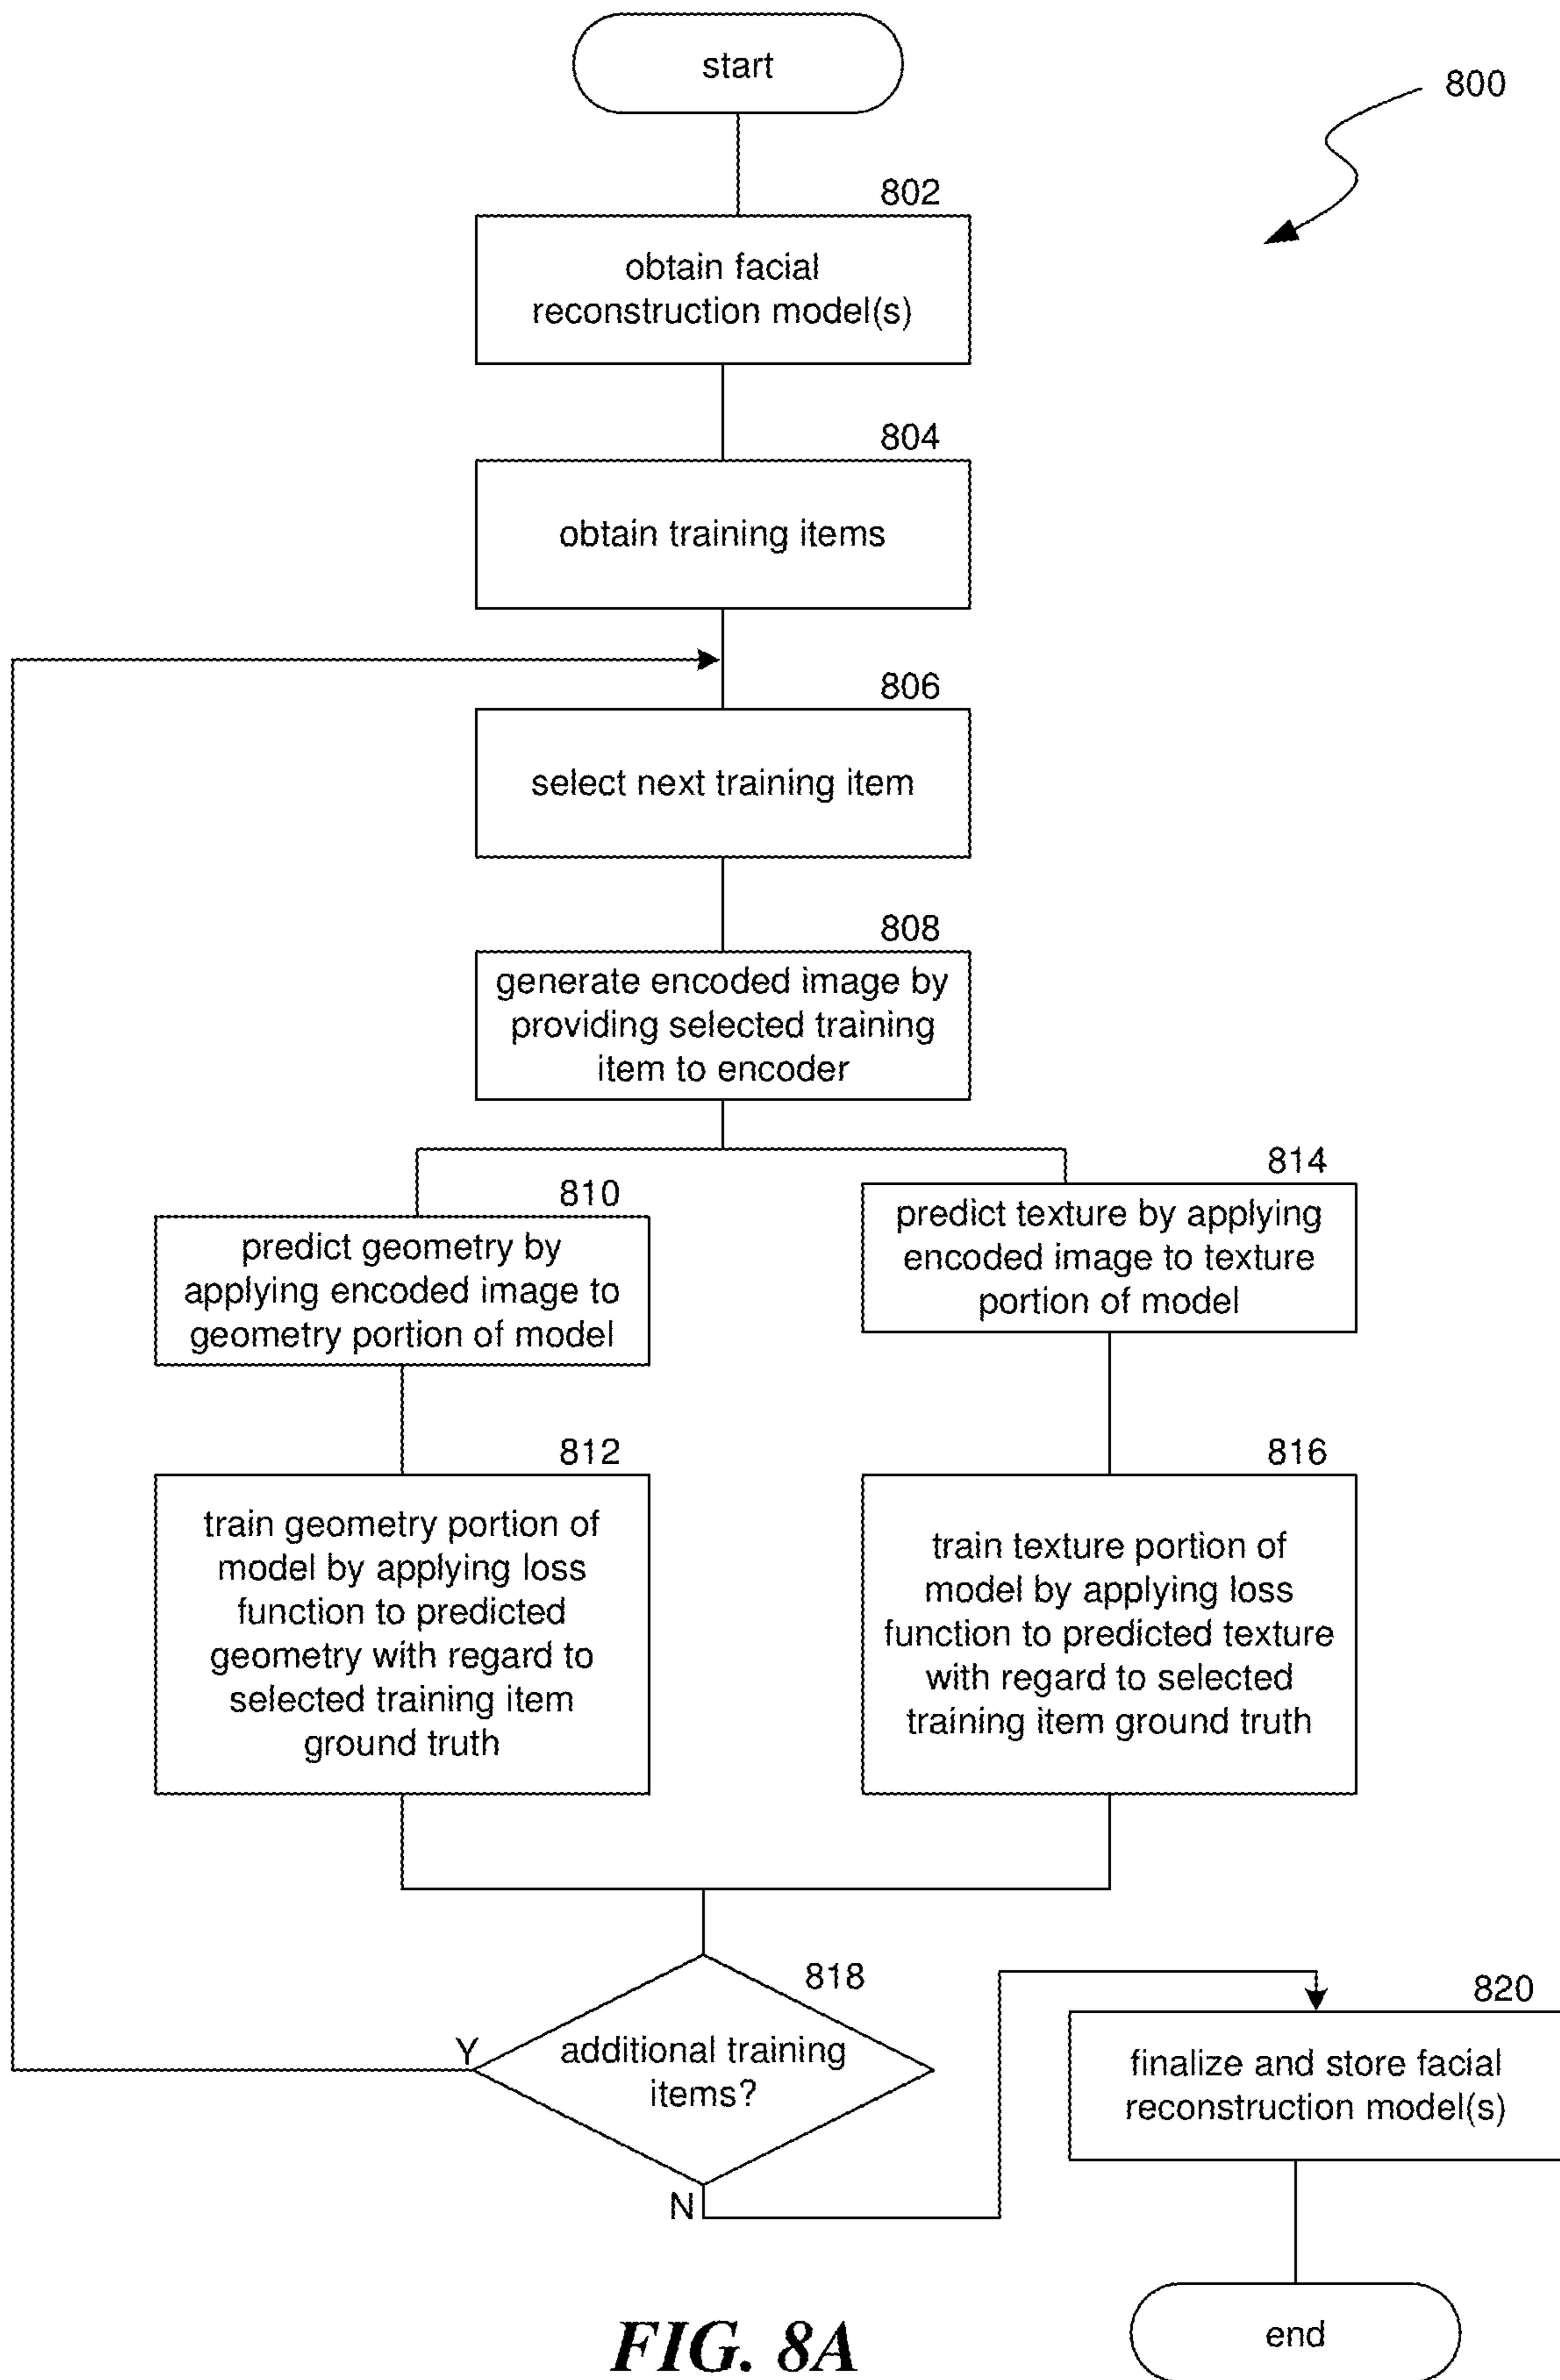 start
800
802
obtain facial
reconstruction model(s)
804
obtain training items
806
select next training item
808
generate encoded image by
providing selected training
item to encoder
810
predict geometry by
applying encoded image to
geometry portion of model
814
predict texture by applying
encoded image to texture
portion of model
812
train geometry portion of
model by applying loss
function to predicted
geometry with regard to
selected training item
ground truth
816
train texture portion of
model by applying loss
function to predicted texture
with regard to selected
training item ground truth
818
Y
additional training
items?
N
820
finalize and store facial
reconstruction model(s)
end
FIG. 8A